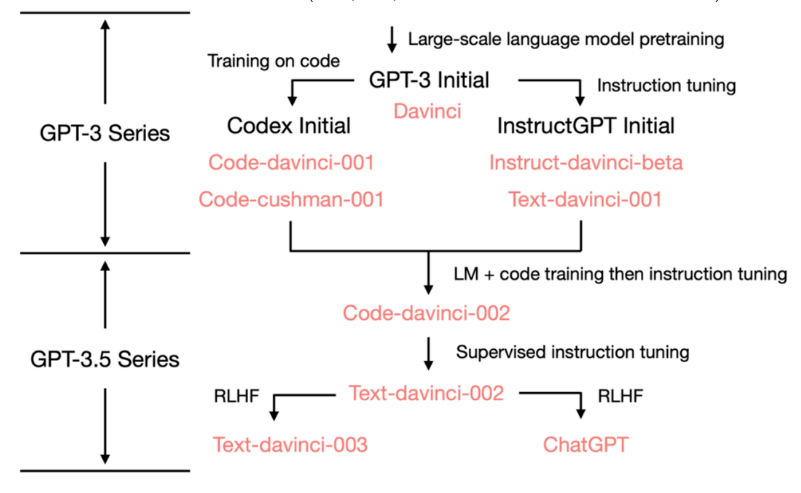 Large-scale language model pretraining
Training on code
GPT-3 Initial
Instruction tuning
Davinci
GPT-3 Series
Codex Initial
InstructGPT Initial
Code-davinci-001
Instruct-davinci-beta
Code-cushman-001
Text-davinci-001
LM + code training then instruction tuning
Code-davinci-002
GPT-3.5 Series
Supervised instruction tuning
RLHF
Text-davinci-002
RLHF
Text-davinci-003
ChatGPT